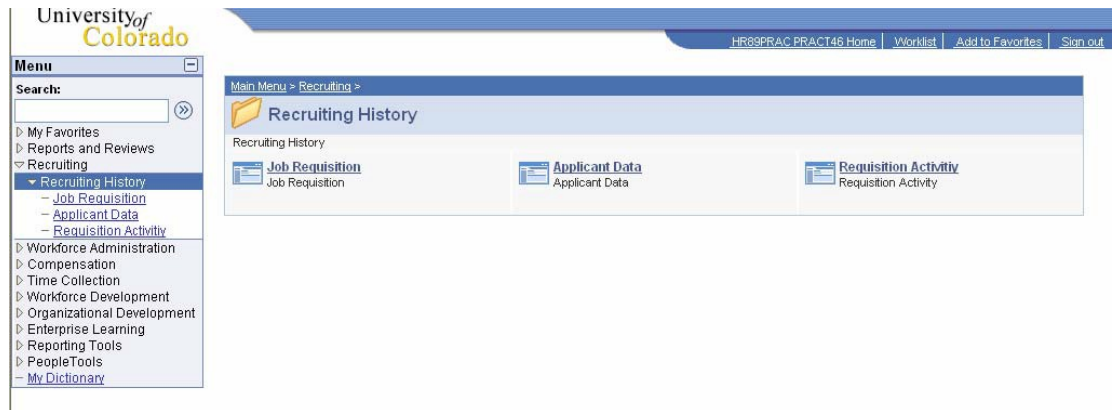 University of
Colorado
HR89PRAC PRACT46 Home Worklist Add to Favorites Sign out
Menu
Search:
My Favorites
Reports and Reviews
Recruiting
Recruiting History
Job Requisition
Applicant Data
Requisition Activitiy
Workforce Administration
Compensation
Time Collection
Workforce Development
Organizational Development
Enterprise Learning
Reporting Tools
PeopleTools
My Dictionary
Main Menu > Recruiting >
Recruiting History
Recruiting History
Job Requisition
Job Requisition
Applicant Data
Applicant Data
Requisition Activitiy
Requisition Activity